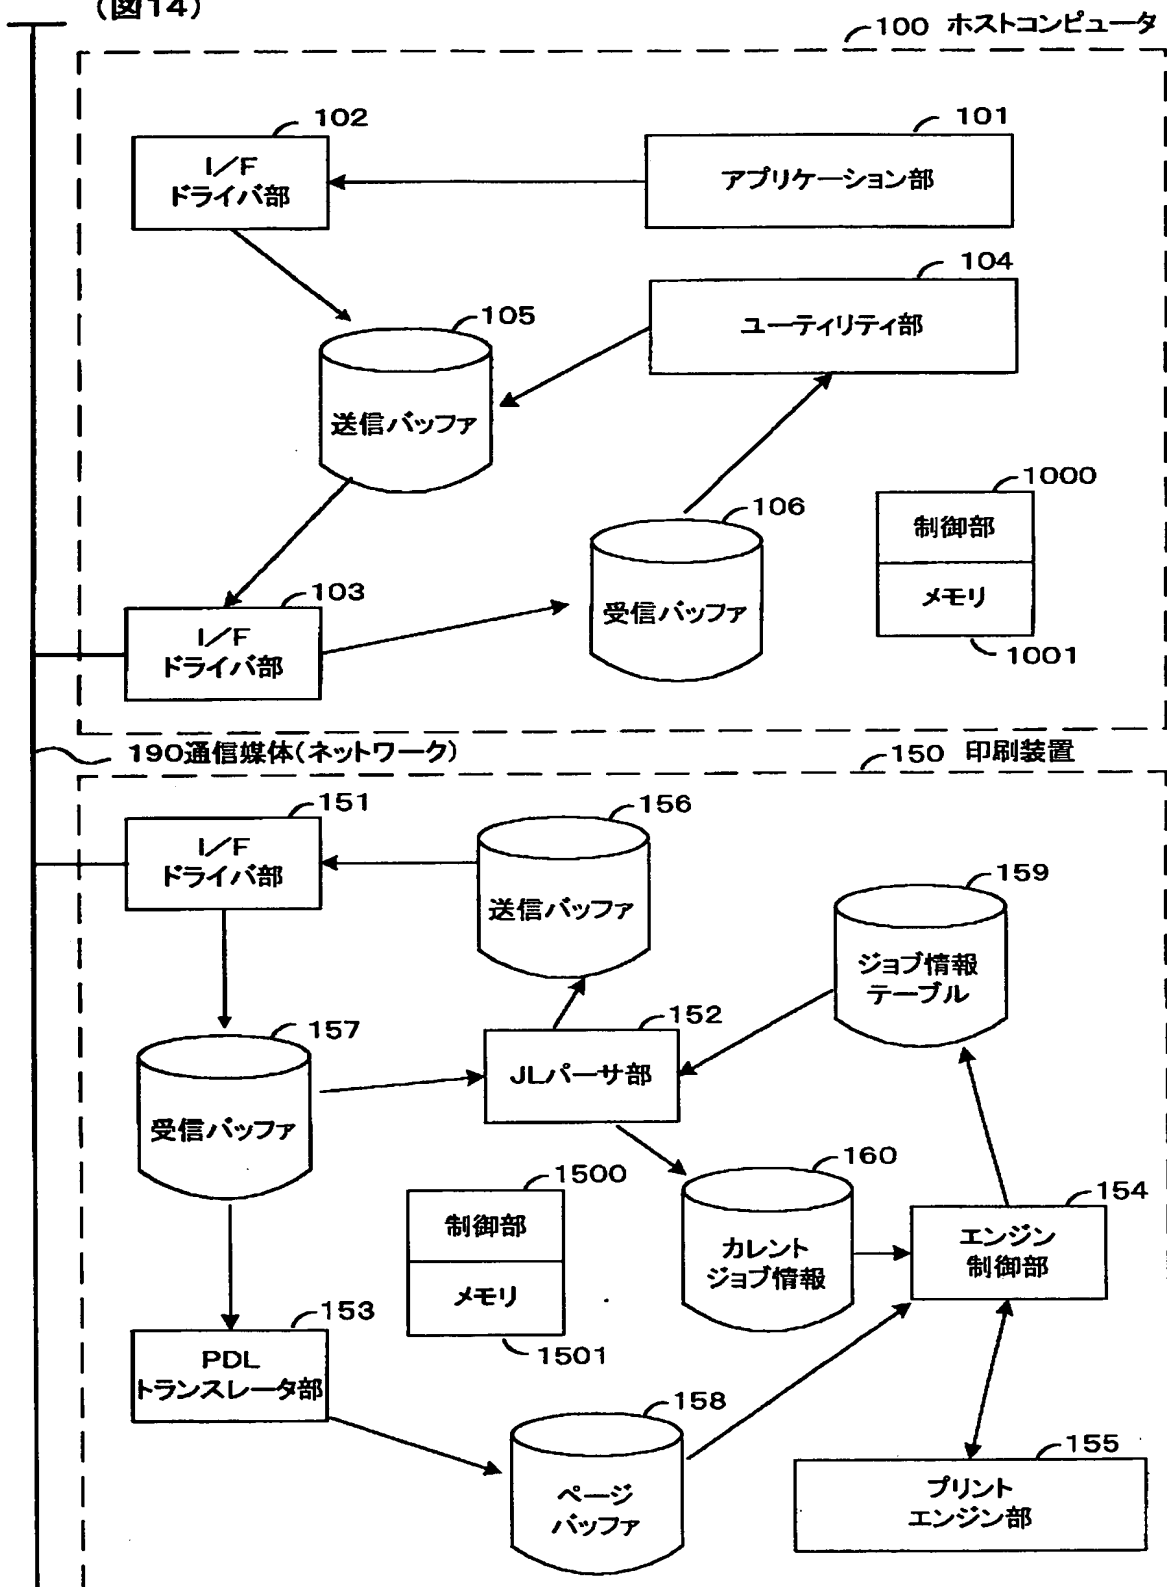 (図14)
100 ホストコンピュータ
102
I/F
ドライバ部
101
アプリケーション部
104
ユーティリティ部
105
送信バッファ
106
受信バッファ
1000
制御部
メモリ
1001
103
I/F
ドライバ部
190通信媒体(ネットワーク)
150 印刷装置
151
I/F
ドライバ部
156
送信バッファ
159
ジョブ情報
テーブル
157
受信バッファ
152
JLパーサ部
160
カレント
ジョブ情報
1500
制御部
メモリ
1501
154
エンジン
制御部
153
PDL
トランスレータ部
158
ページ
バッファ
155
プリント
エンジン部